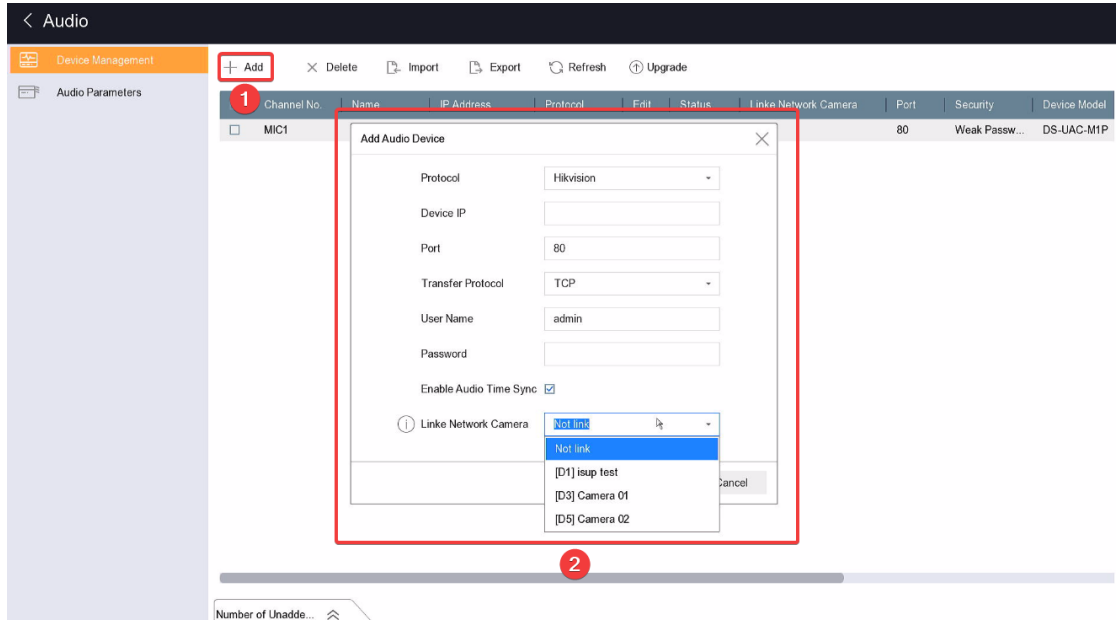 Audio
Device Management
Audio Parameters
Add Delete Import Export Refresh Upgrade
1
Channel No. Name IP Address Protocol Edit Status Linke Network Camera Port Security Device Model
MIC1 80 Weak Passw... DS-UAC-M1P
Add Audio Device
Protocol Hikvision
Device IP
Port 80
Transfer Protocol TCP
User Name admin
Password
Enable Audio Time Sync
Linke Network Camera Not link
Not link
[D1] isup test
[D3] Camera 01
[D5] Camera 02
Cancel
2
Number of Unadde...